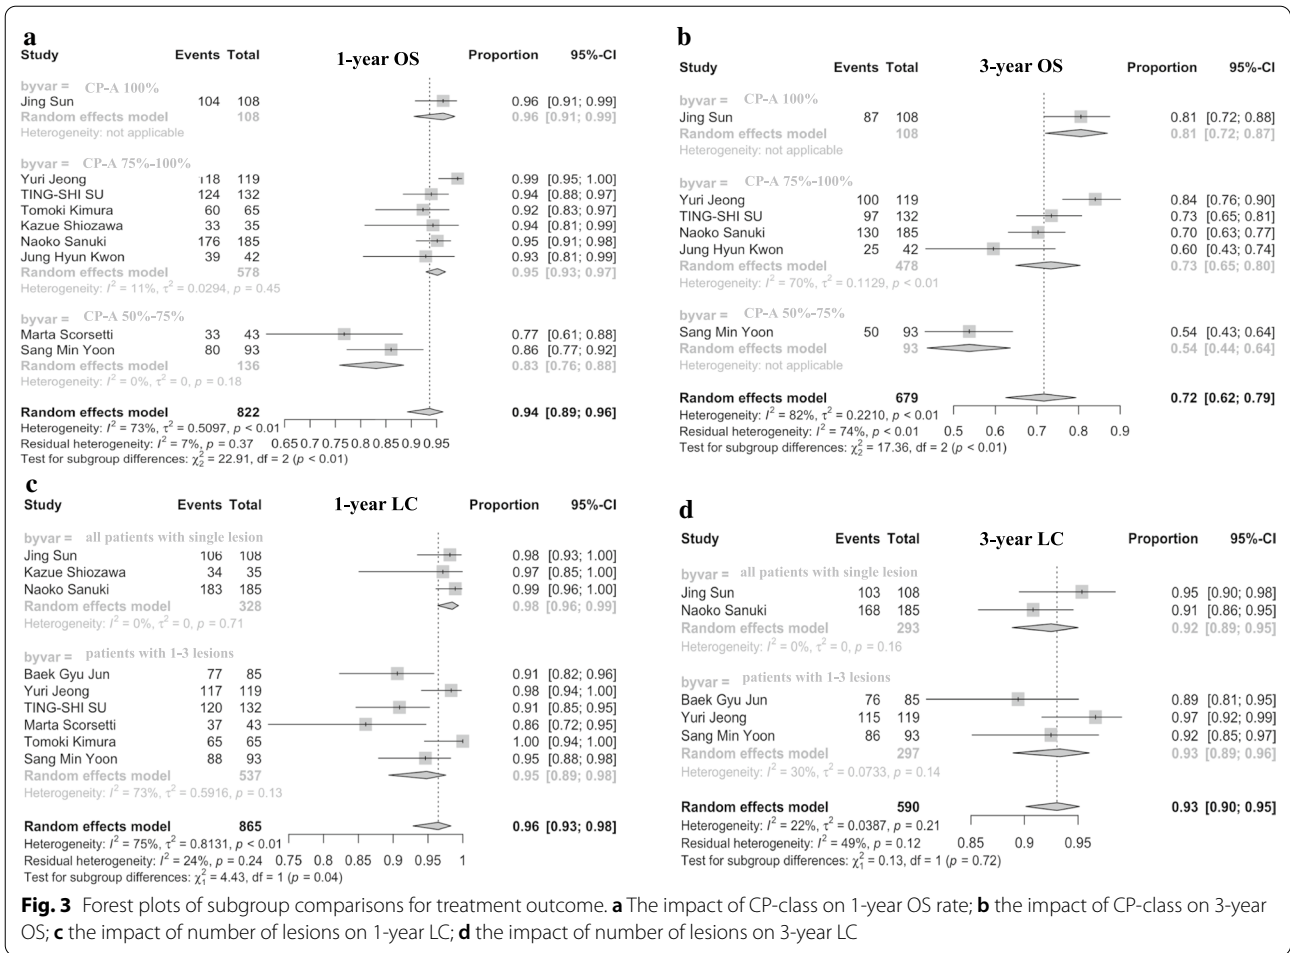 a
Study Events Total 1-year OS Proportion 95%-CI
byvar = CP-A 100%
Jing Sun 104 108 0.96 [0.91; 0.99]
Random effects model 108 0.96 [0.91; 0.99]
Heterogeneity: not applicable
byvar = CP-A 75%-100%
Yuri Jeong 118 119 0.99 [0.95; 1.00]
TING-SHI SU 124 132 0.94 [0.88; 0.97]
Tomoki Kimura 60 65 0.92 [0.83; 0.97]
Kazue Shiozawa 33 35 0.94 [0.81; 0.99]
Naoko Sanuki 176 185 0.95 [0.91; 0.98]
Jung Hyun Kwon 39 42 0.93 [0.81; 0.99]
Random effects model 578 0.95 [0.93; 0.97]
Heterogeneity: I² = 11%, τ² = 0.0294, p = 0.45
byvar = CP-A 50%-75%
Marta Scorsetti 33 43 0.77 [0.61; 0.88]
Sang Min Yoon 80 93 0.86 [0.77; 0.92]
Random effects model 136 0.83 [0.76; 0.88]
Heterogeneity: I² = 0%, τ² = 0, p = 0.18
Random effects model 822 0.94 [0.89; 0.96]
Heterogeneity: I² = 73%, τ² = 0.5097, p < 0.01
Residual heterogeneity: I² = 7%, p = 0.37 0.65 0.7 0.75 0.8 0.85 0.9 0.95
Test for subgroup differences: χ²₂ = 22.91, df = 2 (p < 0.01)
b
Study Events Total 3-year OS Proportion 95%-CI
byvar = CP-A 100%
Jing Sun 87 108 0.81 [0.72; 0.88]
Random effects model 108 0.81 [0.72; 0.87]
Heterogeneity: not applicable
byvar = CP-A 75%-100%
Yuri Jeong 100 119 0.84 [0.76; 0.90]
TING-SHI SU 97 132 0.73 [0.65; 0.81]
Naoko Sanuki 130 185 0.70 [0.63; 0.77]
Jung Hyun Kwon 25 42 0.60 [0.43; 0.74]
Random effects model 478 0.73 [0.65; 0.80]
Heterogeneity: I² = 70%, τ² = 0.1129, p < 0.01
byvar = CP-A 50%-75%
Sang Min Yoon 50 93 0.54 [0.43; 0.64]
Random effects model 93 0.54 [0.44; 0.64]
Heterogeneity: not applicable
Random effects model 679 0.72 [0.62; 0.79]
Heterogeneity: I² = 82%, τ² = 0.2210, p < 0.01
Residual heterogeneity: I² = 74%, p < 0.01 0.5 0.6 0.7 0.8 0.9
Test for subgroup differences: χ²₂ = 17.36, df = 2 (p < 0.01)
c
Study Events Total 1-year LC Proportion 95%-CI
byvar = all patients with single lesion
Jing Sun 106 108 0.98 [0.93; 1.00]
Kazue Shiozawa 34 35 0.97 [0.85; 1.00]
Naoko Sanuki 183 185 0.99 [0.96; 1.00]
Random effects model 328 0.98 [0.96; 0.99]
Heterogeneity: I² = 0%, τ² = 0, p = 0.71
byvar = patients with 1-3 lesions
Baek Gyu Jun 77 85 0.91 [0.82; 0.96]
Yuri Jeong 117 119 0.98 [0.94; 1.00]
TING-SHI SU 120 132 0.91 [0.85; 0.95]
Marta Scorsetti 37 43 0.86 [0.72; 0.95]
Tomoki Kimura 65 65 1.00 [0.94; 1.00]
Sang Min Yoon 88 93 0.95 [0.88; 0.98]
Random effects model 537 0.95 [0.89; 0.98]
Heterogeneity: I² = 73%, τ² = 0.5916, p = 0.13
Random effects model 865 0.96 [0.93; 0.98]
Heterogeneity: I² = 75%, τ² = 0.8131, p < 0.01
Residual heterogeneity: I² = 24%, p = 0.24 0.75 0.8 0.85 0.9 0.95 1
Test for subgroup differences: χ²₁ = 4.43, df = 1 (p = 0.04)
d
Study Events Total 3-year LC Proportion 95%-CI
byvar = all patients with single lesion
Jing Sun 103 108 0.95 [0.90; 0.98]
Naoko Sanuki 168 185 0.91 [0.86; 0.95]
Random effects model 293 0.92 [0.89; 0.95]
Heterogeneity: I² = 0%, τ² = 0, p = 0.16
byvar = patients with 1-3 lesions
Baek Gyu Jun 76 85 0.89 [0.81; 0.95]
Yuri Jeong 115 119 0.97 [0.92; 0.99]
Sang Min Yoon 86 93 0.92 [0.85; 0.97]
Random effects model 297 0.93 [0.89; 0.96]
Heterogeneity: I² = 30%, τ² = 0.0733, p = 0.14
Random effects model 590 0.93 [0.90; 0.95]
Heterogeneity: I² = 22%, τ² = 0.0387, p = 0.21
Residual heterogeneity: I² = 49%, p = 0.12 0.85 0.9 0.95
Test for subgroup differences: χ²₁ = 0.13, df = 1 (p = 0.72)
Fig. 3 Forest plots of subgroup comparisons for treatment outcome. a The impact of CP-class on 1-year OS rate; b the impact of CP-class on 3-year
OS; c the impact of number of lesions on 1-year LC; d the impact of number of lesions on 3-year LC